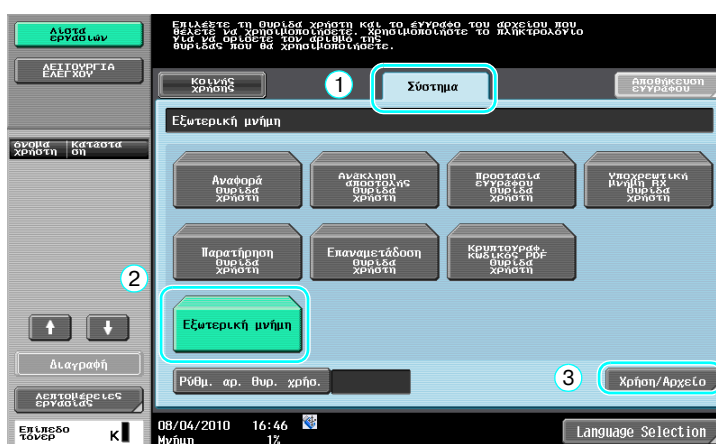 Λίστα
εργασιών
Επιλέξτε τη θυρίδα χρήστη και το έγγραφο του αρχείου που
θέλετε να χρησιμοποιήσετε. Χρησιμοποιήστε το πληκτρολόγιο
για να ορίσετε τον αριθμό της
θυρίδας που θα χρησιμοποιήσετε.
ΛΕΙΤΟΥΡΓΙΑ
ΕΛΕΓΧΟΥ
Κοινής
χρήσης
1
Σύστημα
Αποθήκευση
εγγράφου
Εξωτερική μνήμη
όνομα
χρήστη
Κατάστα
ση
Αναφορά
θυρίδα
χρήστη
Ανάκληση
αποστολής
θυρίδα
χρήστη
Προστασία
εγγράφου
θυρίδα
χρήστη
Υποχρεωτική
μνήμη RX
θυρίδα
χρήστη
Παρατήρηση
θυρίδα
χρήστη
Επαναμετάδοση
θυρίδα
χρήστη
Κρυπτογραφ.
κωδικός PDF
θυρίδα
χρήστη
2
Εξωτερική μνήμη
Διαγραφή
Λεπτομέρειες
εργασίας
Ρύθμ. αρ. θυρ. χρήσ.
3
Χρήση/Αρχείο
Επίπεδο
τόνερ
K
08/04/2010 16:46
Μνήμη 1%
Language Selection